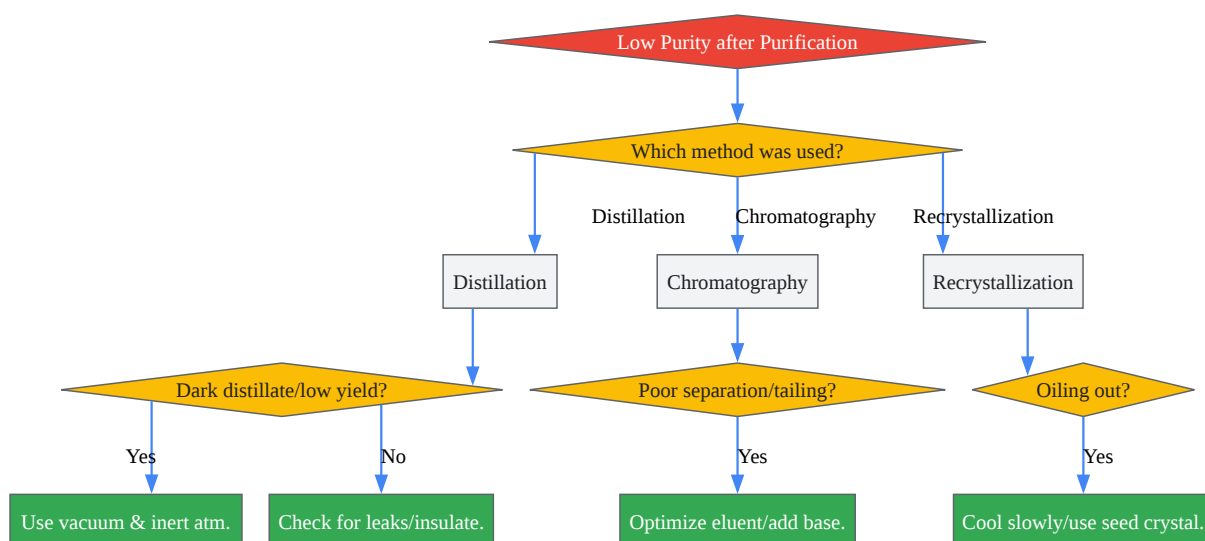 Low Purity after Purification
Which method was used?
Distillation
Chromatography
Recrystallization
Distillation
Chromatography
Recrystallization
Dark distillate/low yield?
Poor separation/tailing?
Oiling out?
Yes
No
Yes
Yes
Use vacuum & inert atm.
Check for leaks/insulate.
Optimize eluent/add base.
Cool slowly/use seed crystal.